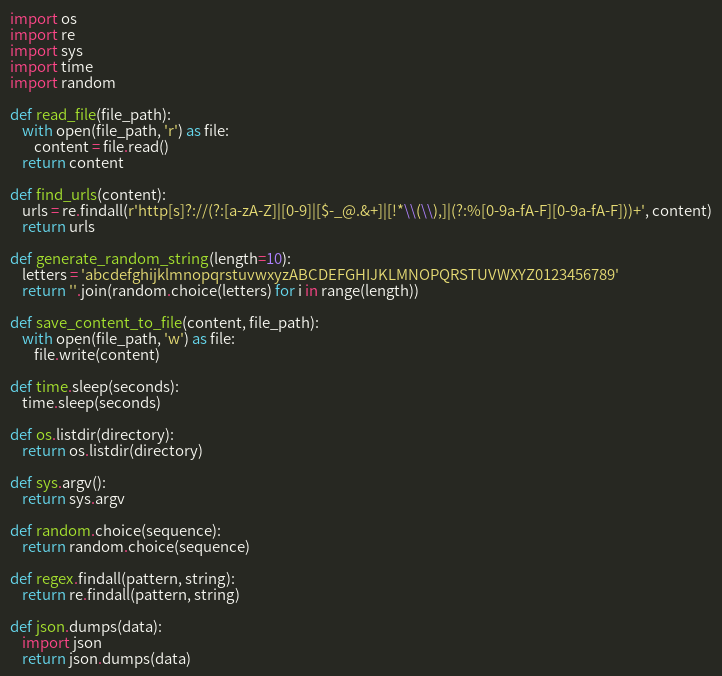 import os
import re
import sys
import time
import random

def read_file(file_path):
    with open(file_path, 'r') as file:
        content = file.read()
    return content

def find_urls(content):
    urls = re.findall(r'http[s]?://(?:[a-zA-Z]|[0-9]|[$-_@.&+]|[!*\\(\\),]|(?:%[0-9a-fA-F][0-9a-fA-F]))+', content)
    return urls

def generate_random_string(length=10):
    letters = 'abcdefghijklmnopqrstuvwxyzABCDEFGHIJKLMNOPQRSTUVWXYZ0123456789'
    return ''.join(random.choice(letters) for i in range(length))

def save_content_to_file(content, file_path):
    with open(file_path, 'w') as file:
        file.write(content)

def time.sleep(seconds):
    time.sleep(seconds)

def os.listdir(directory):
    return os.listdir(directory)

def sys.argv():
    return sys.argv

def random.choice(sequence):
    return random.choice(sequence)

def regex.findall(pattern, string):
    return re.findall(pattern, string)

def json.dumps(data):
    import json
    return json.dumps(data)